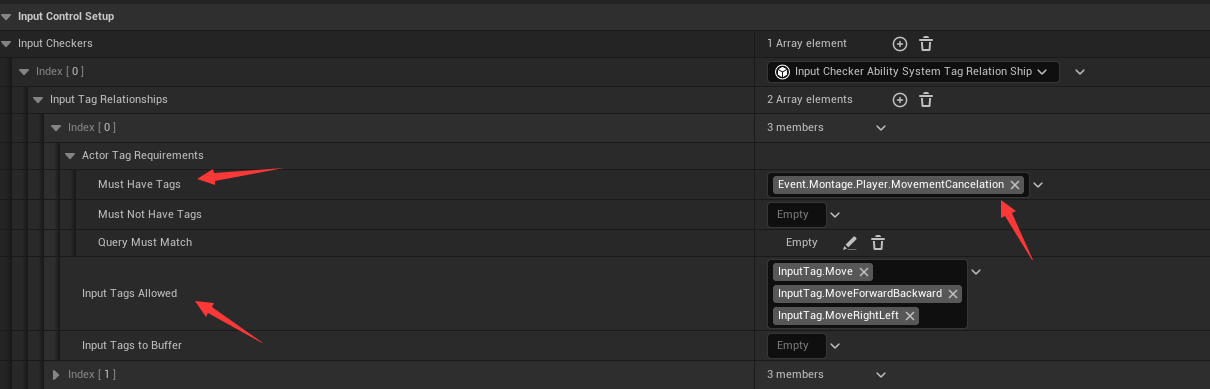 Input Control Setup
Input Checkers
1 Array element
Index [ 0 ]
Input Checker Ability System Tag Relation Ship
Input Tag Relationships
2 Array elements
Index [ 0 ]
3 members
Actor Tag Requirements
Must Have Tags
Event.Montage.Player.MovementCancelation
Must Not Have Tags
Empty
Query Must Match
Empty
Input Tags Allowed
InputTag.Move
InputTag.MoveForwardBackward
InputTag.MoveRightLeft
Input Tags to Buffer
Empty
Index [ 1 ]
3 members